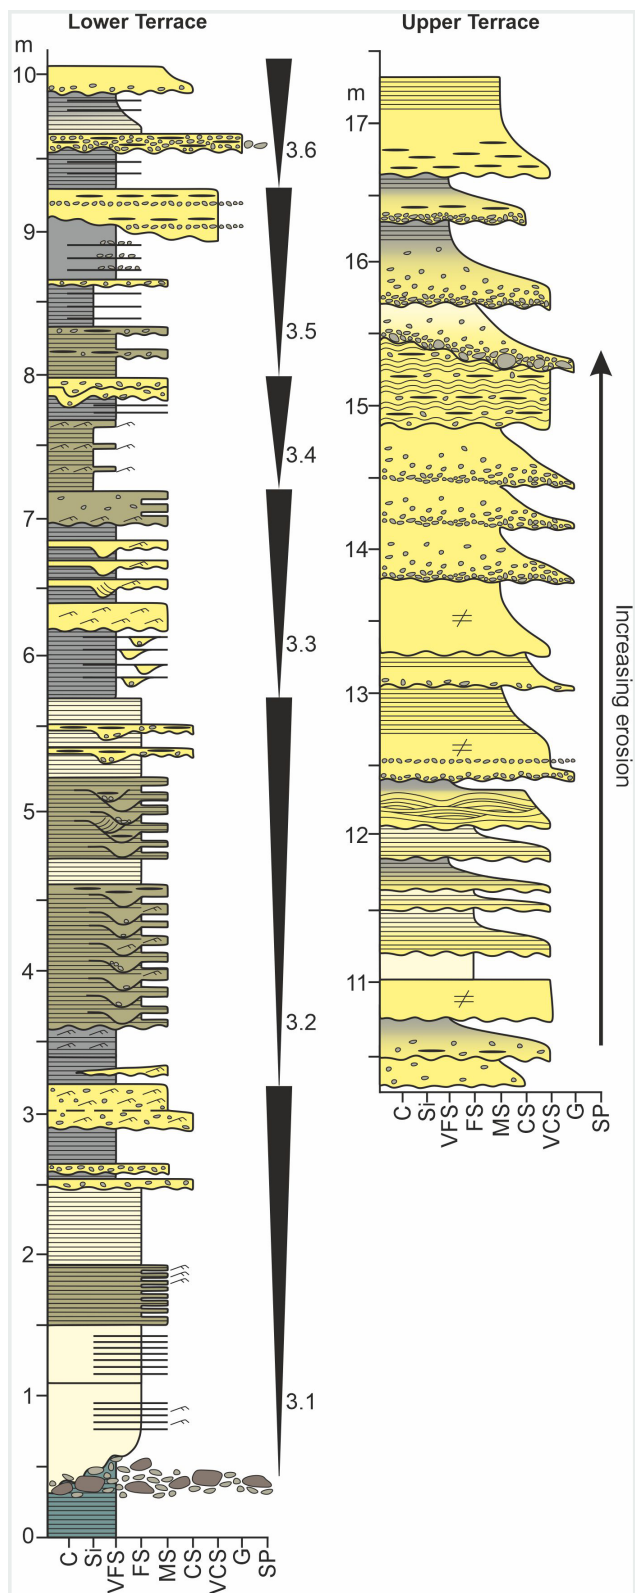 Lower Terrace
m
10
9
8
7
6
5
4
3
2
1
0
3.6
3.5
3.4
3.3
3.2
3.1
C
Si
VFS
FS
MS
CS
VCS
G
SP
Upper Terrace
m
17
16
15
14
13
12
11
Increasing erosion
C
Si
VFS
FS
MS
CS
VCS
G
SP